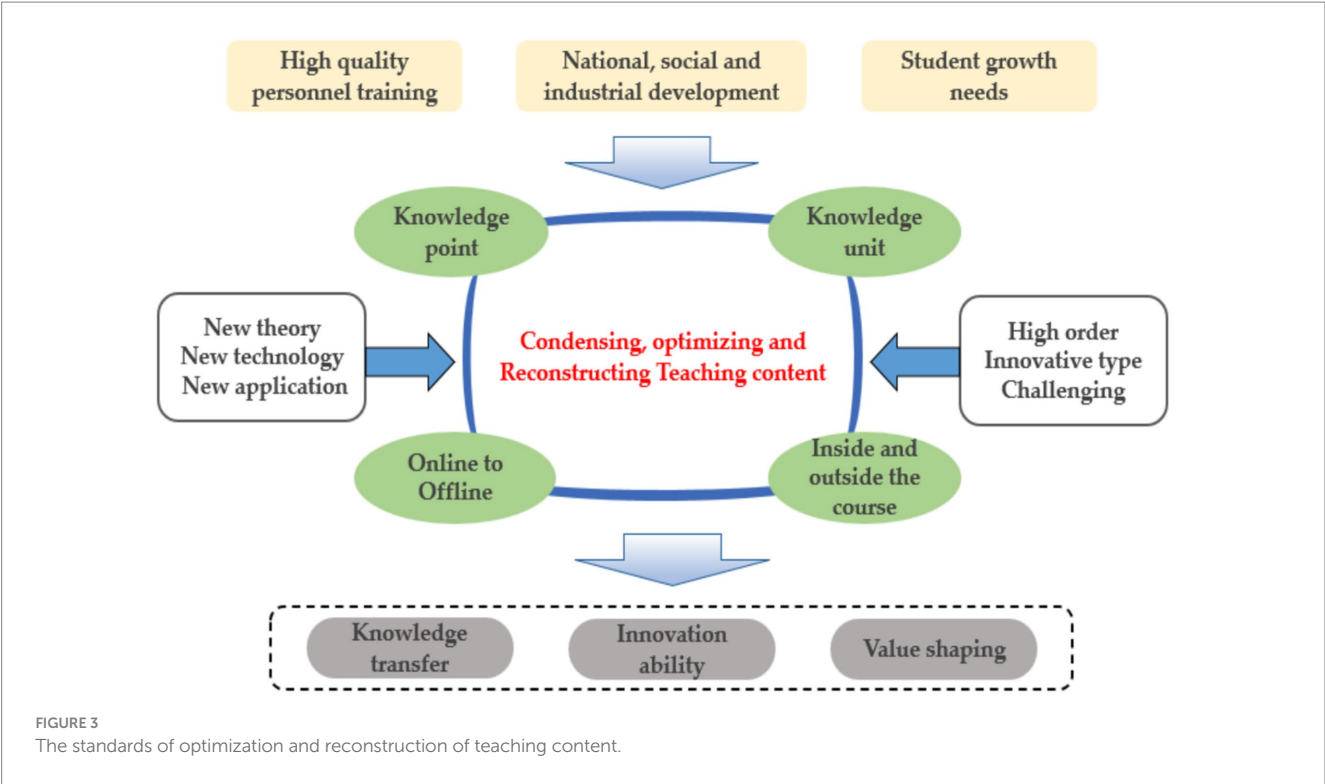 High quality
personnel training
National, social and
industrial development
Student growth
needs
Knowledge
point
Knowledge
unit
New theory
New technology
New application
Condensing, optimizing and
Reconstructing Teaching content
High order
Innovative type
Challenging
Online to
Offline
Inside and
outside the
course
Knowledge
transfer
Innovation
ability
Value shaping
FIGURE 3
The standards of optimization and reconstruction of teaching content.